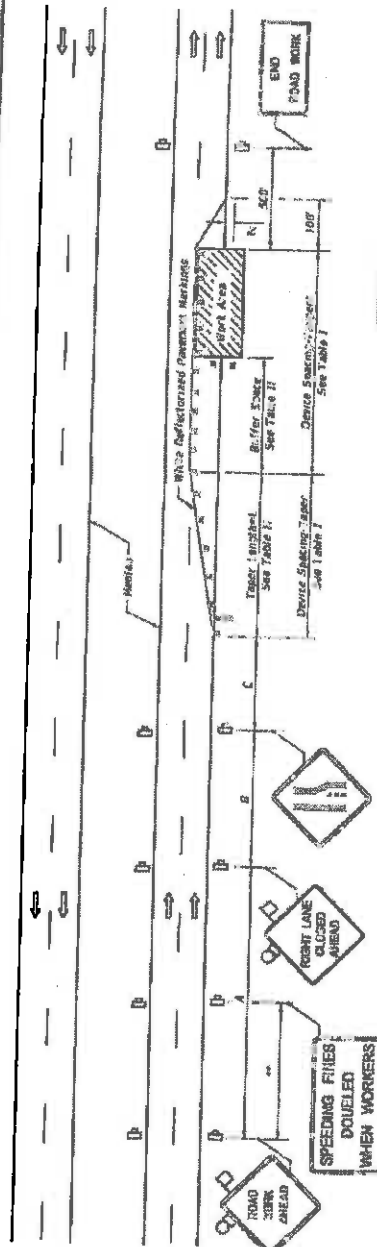 END
ROAD WORK
500'
100'
White Reflectorized Pavement Markings
Work Area
Buffer Space
See Table II
Device Spacing
See Table I
Taper Length-L
See Table II
Device Spacing-Taper
See Table I
Median
C
B
RIGHT LANE
CLOSED
AHEAD
SPEEDING FINES
DOUBLED
WHEN WORKERS
ROAD
WORK
AHEAD